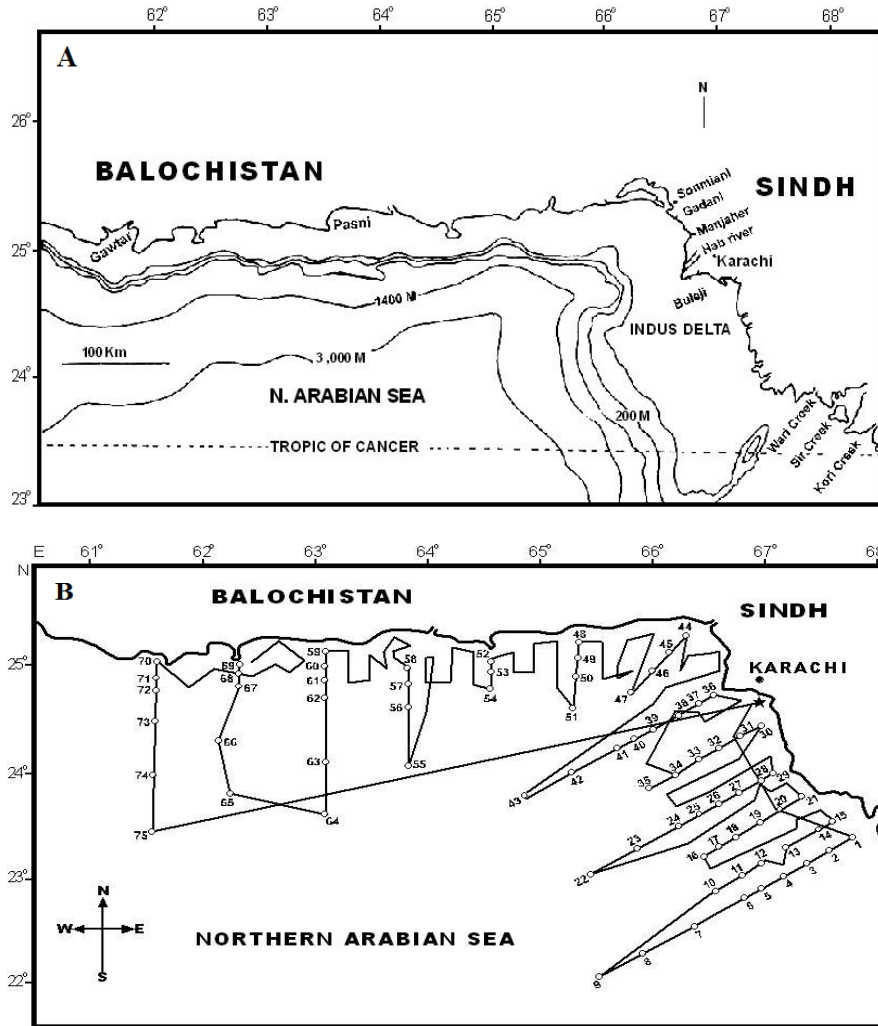 62° 63° 64° 65° 66° 67° 68°
A
N
26°
BALOCHISTAN
SINDH
Sonmiani
Gadani
Pasni
Manjaher
Hab river
Gawtar
25°
Karachi
Buleji
1400 M
INDUS DELTA
100 Km
3,000 M
24°
N. ARABIAN SEA
200 M
Wari Creek
Sir. Creek
Kori Creek
TROPIC OF CANCER
23°
E 61° 62° 63° 64° 65° 66° 67° 68
N
B
BALOCHISTAN
SINDH
KARACHI
25°
24°
23°
22°
70 71 72 73 74 75
69 68 67 66 65
59 60 61 62 63 64
58 57 56 55
52 53 54
48 49 50 51
44 45 46 47
36 37 38 39 40 41 42 43
30 31 32 33 34 35
29 28 27 26 25 24 23 22
21 20 19 18 17 16
15 14 13 12 11 10
1 2 3 4 5 6 7 8 9
N
W E
S
NORTHERN ARABIAN SEA